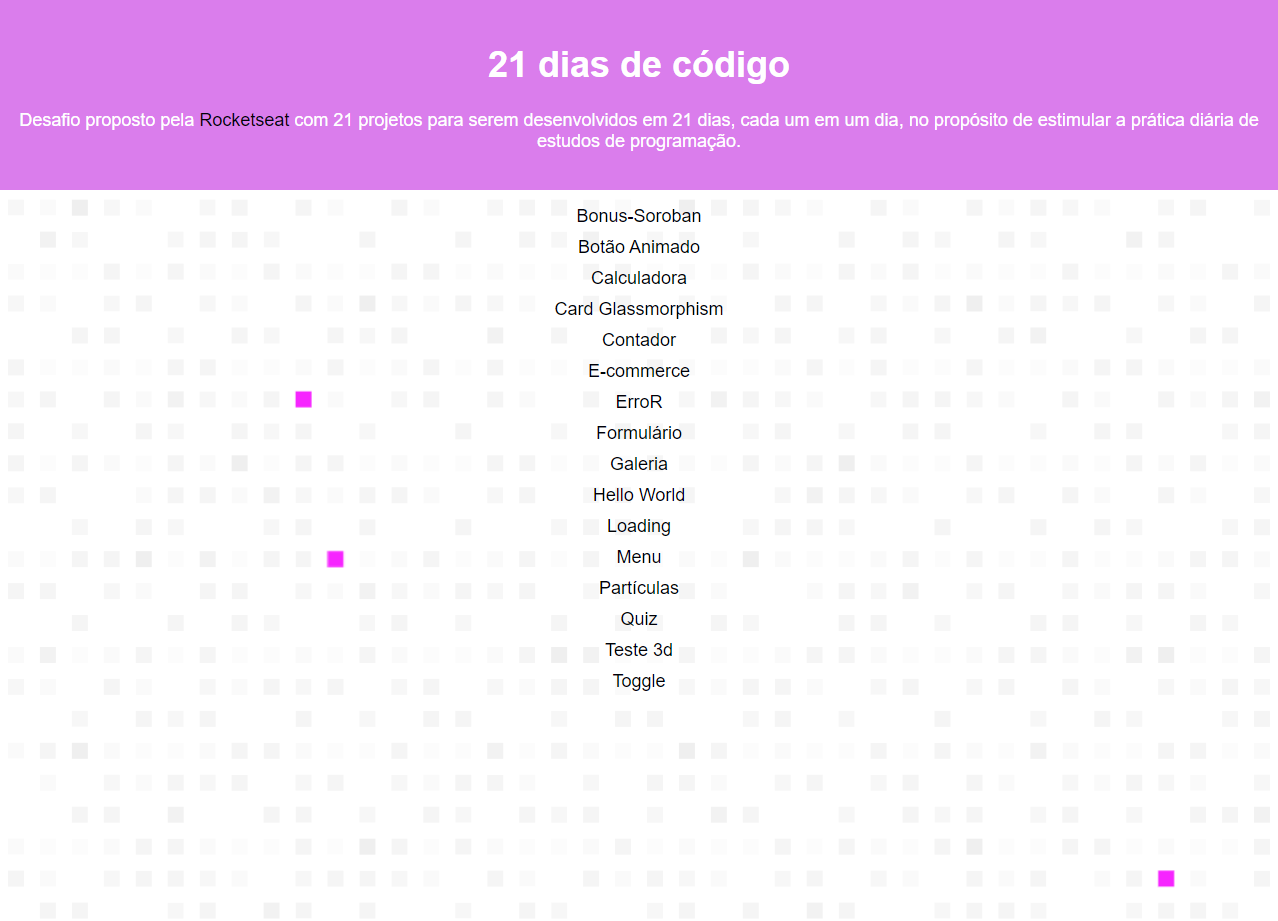 21 dias de código
Desafio proposto pela Rocketseat com 21 projetos para serem desenvolvidos em 21 dias, cada um em um dia, no propósito de estimular a prática diária de
estudos de programação.
Bonus-Soroban
Botão Animado
Calculadora
Card Glassmorphism
Contador
E-commerce
ErroR
Formulário
Galeria
Hello World
Loading
Menu
Partículas
Quiz
Teste 3d
Toggle